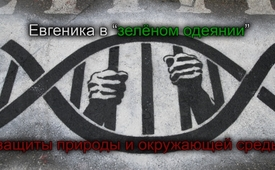 Евгеника в “зелёном одеянии”
защиты природы и окружающей среды